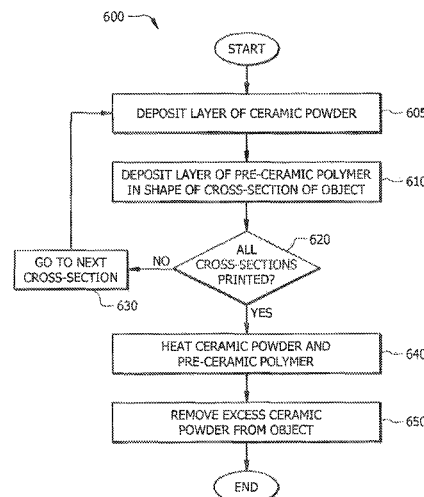 600
START
DEPOSIT LAYER OF CERAMIC POWDER
605
DEPOSIT LAYER OF PRE-CERAMIC POLYMER
IN SHAPE OF CROSS-SECTION OF OBJECT
610
620
ALL
CROSS-SECTIONS
PRINTED?
NO
GO TO NEXT
CROSS-SECTION
630
YES
HEAT CERAMIC POWDER AND
PRE-CERAMIC POLYMER
640
REMOVE EXCESS CERAMIC
POWDER FROM OBJECT
650
END